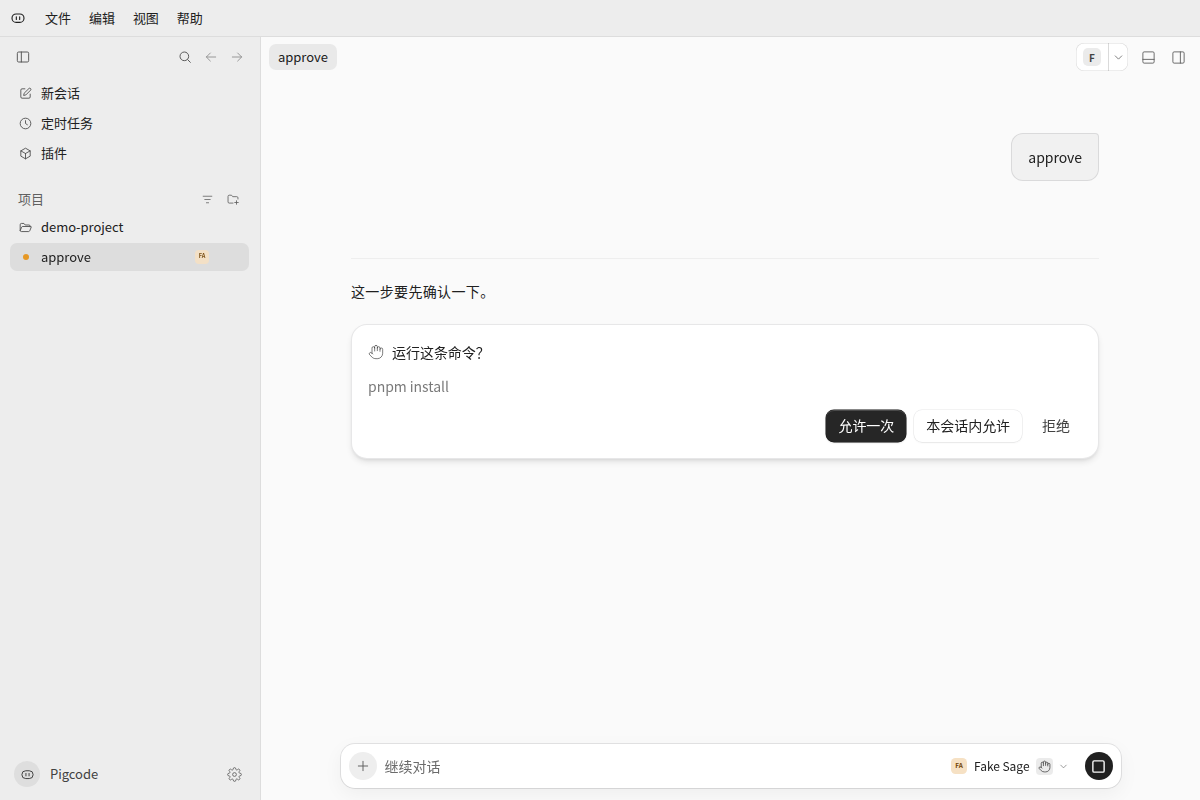 文件 编辑 视图 帮助
approve
F
新会话
定时任务
插件
项目
demo-project
approve FA
approve
这一步要先确认一下。
运行这条命令?
pnpm install
允许一次 本会话内允许 拒绝
继续对话
FA Fake Sage
Pigcode